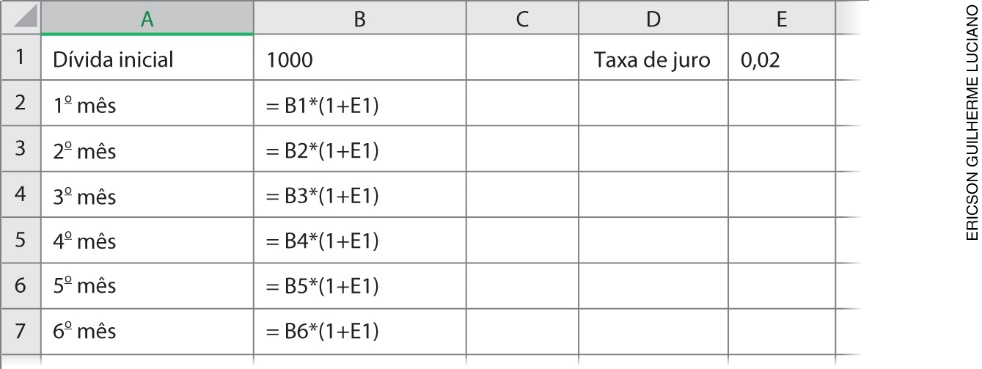 A B C D E
1 Dívida inicial 1000 Taxa de juro 0,02
2 1º mês = B1*(1+E1)
3 2º mês = B2*(1+E1)
4 3º mês = B3*(1+E1)
5 4º mês = B4*(1+E1)
6 5º mês = B5*(1+E1)
7 6º mês = B6*(1+E1)
ERICSON GUILHERME LUCIANO